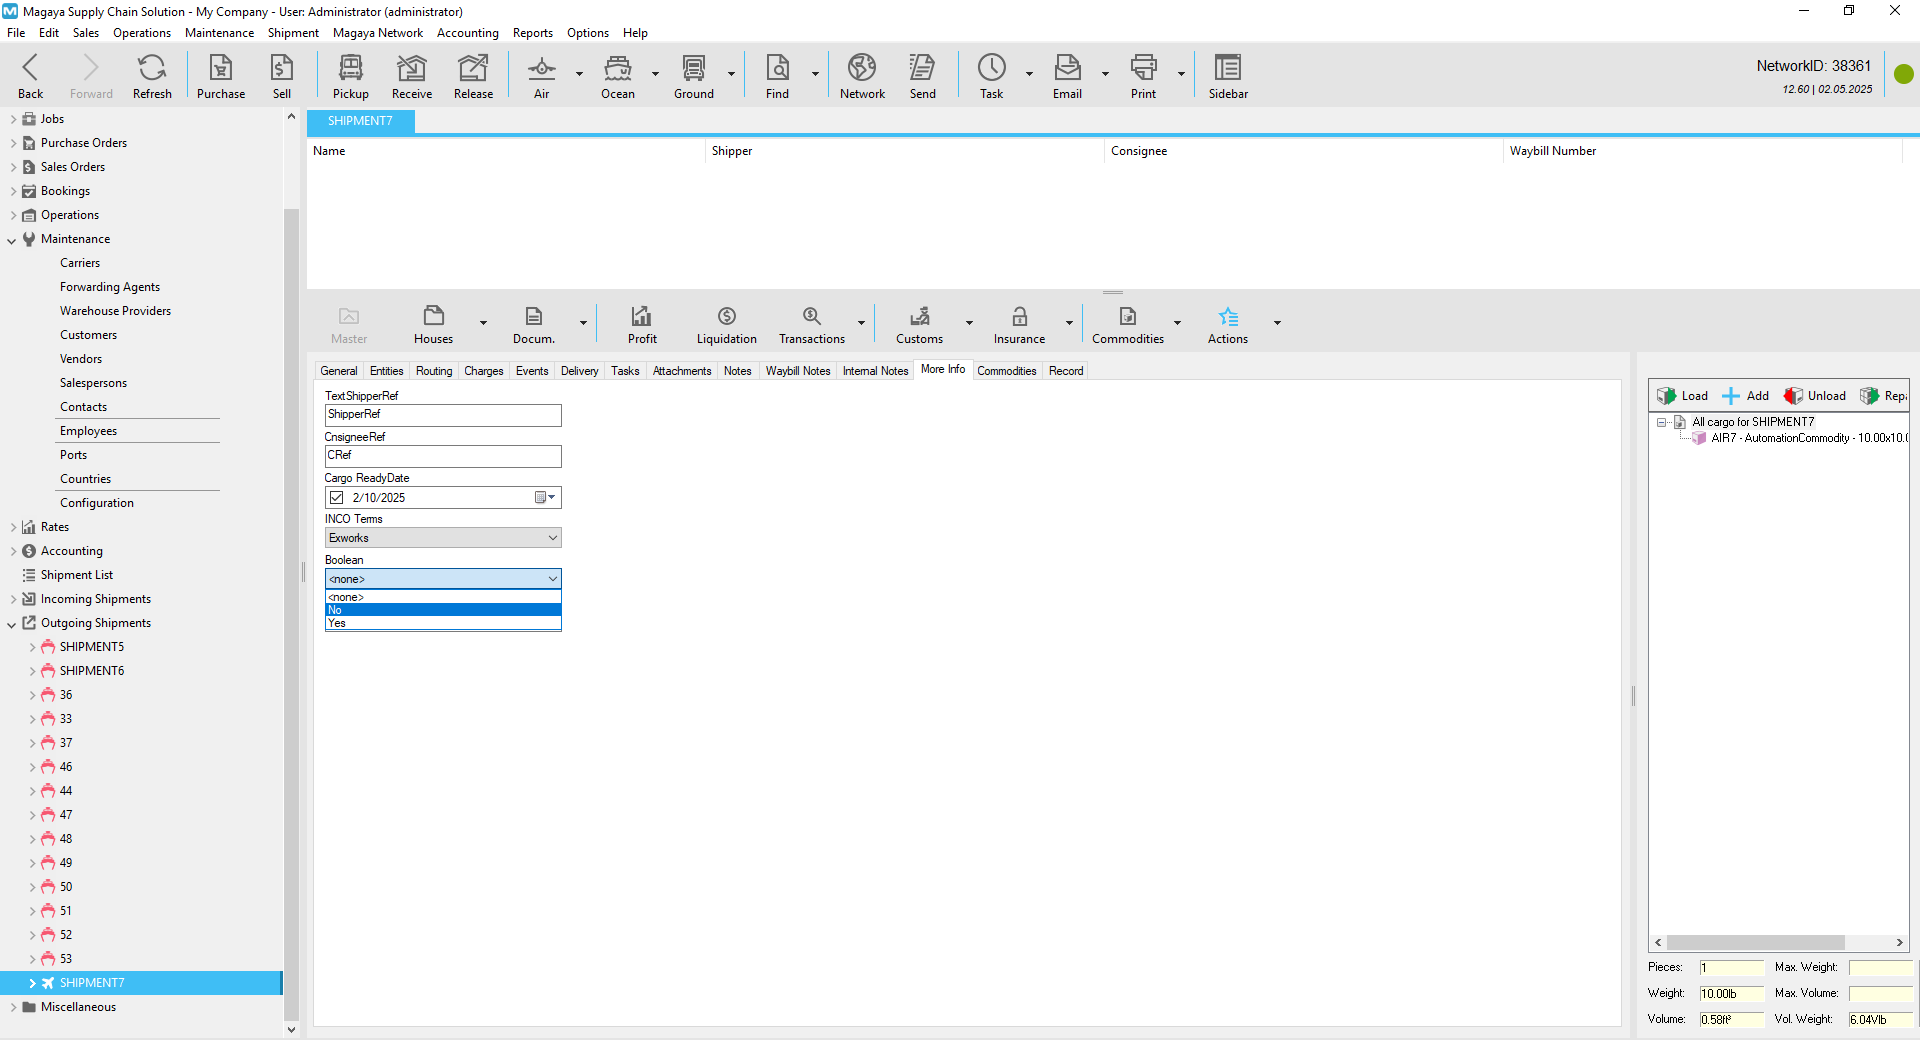 Magaya Supply Chain Solution - My Company - User: Administrator (administrator)
File Edit Sales Operations Maintenance Shipment Magaya Network Accounting Reports Options Help
Back Forward Refresh Purchase Sell Pickup Receive Release Air Ocean Ground Find Network Send Task Email Print Sidebar
NetworkID: 38361
12.60 | 02.05.2025
Jobs
Purchase Orders
Sales Orders
Bookings
Operations
Maintenance
Carriers
Forwarding Agents
Warehouse Providers
Customers
Vendors
Salespersons
Contacts
Employees
Ports
Countries
Configuration
Rates
Accounting
Shipment List
Incoming Shipments
Outgoing Shipments
SHIPMENT5
SHIPMENT6
36
33
37
46
44
47
48
49
50
51
52
53
SHIPMENT7
Miscellaneous
SHIPMENT7
Name Shipper Consignee Waybill Number
Master Houses Docum. Profit Liquidation Transactions Customs Insurance Commodities Actions
General Entities Routing Charges Events Delivery Tasks Attachments Notes Waybill Notes Internal Notes More Info Commodities Record
TextShipperRef
ShipperRef
CnsigneeRef
CRef
Cargo ReadyDate
2/10/2025
INCO Terms
Exworks
Boolean
<none>
<none>
No
Yes
Load Add Unload Repa
All cargo for SHIPMENT7
AIR7 - AutomationCommodity - 10.00x10.0
Pieces: 1 Max. Weight:
Weight: 10.00lb Max. Volume:
Volume: 0.58ft³ Vol. Weight: 6.04Vlb